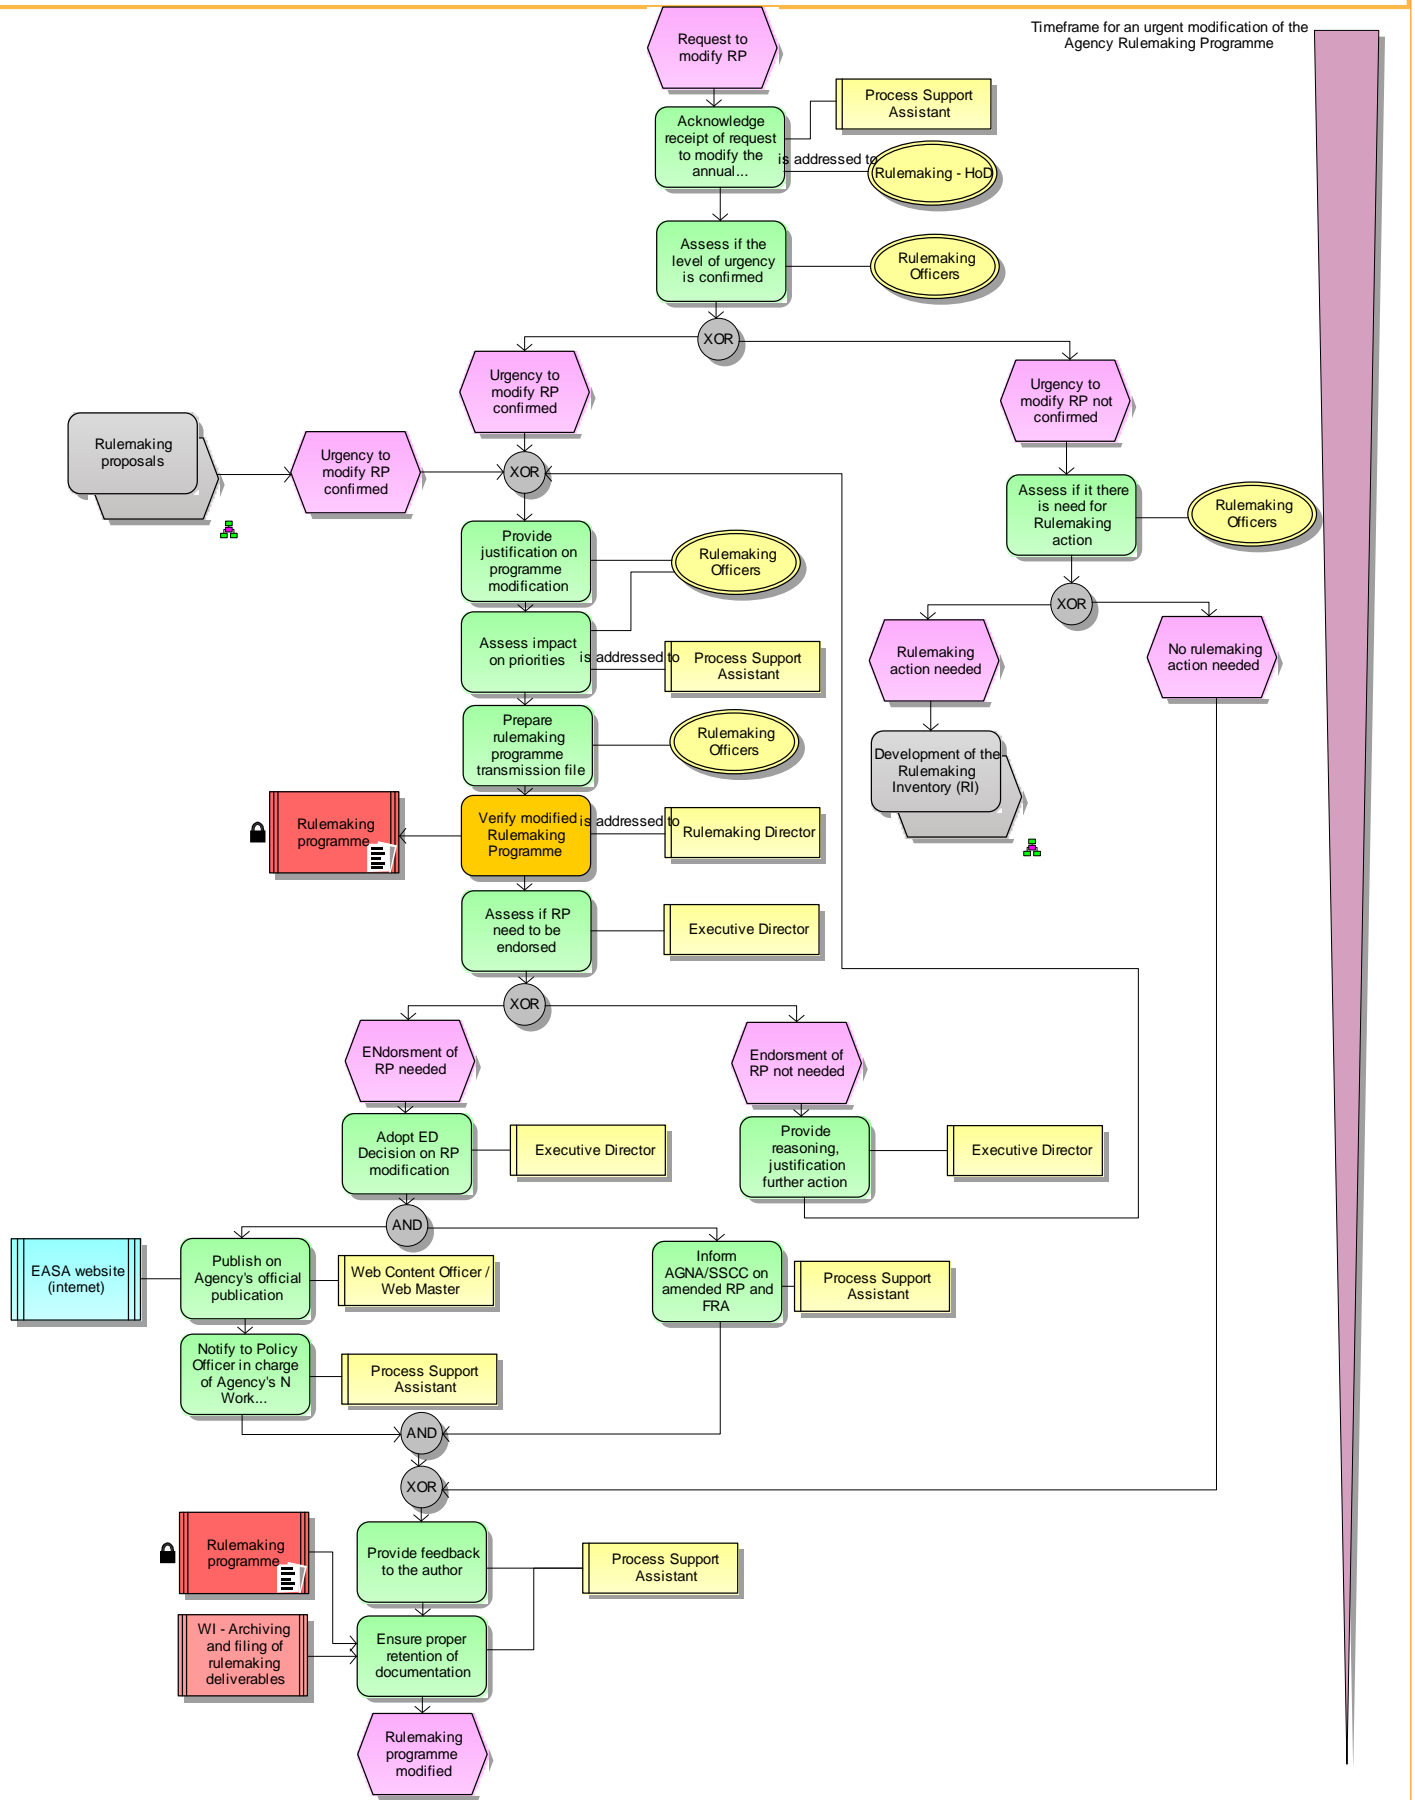 Timeframe for an urgent modification of the
Agency Rulemaking Programme
Request to
modify RP
Acknowledge
receipt of request
to modify the
annual...
Process Support
Assistant
is addressed to
Rulemaking - HoD
Assess if the
level of urgency
is confirmed
Rulemaking
Officers
XOR
Urgency to
modify RP
confirmed
Urgency to
modify RP not
confirmed
Rulemaking
proposals
Urgency to
modify RP
confirmed
XOR
Assess if it there
is need for
Rulemaking
action
Rulemaking
Officers
Provide
justification on
programme
modification
Rulemaking
Officers
XOR
Assess impact
on priorities
is addressed to
Process Support
Assistant
Rulemaking
action needed
No rulemaking
action needed
Prepare
rulemaking
programme
transmission file
Rulemaking
Officers
Development of the
Rulemaking
Inventory (RI)
Rulemaking
programme
Verify modified
Rulemaking
Programme
is addressed to
Rulemaking Director
Assess if RP
need to be
endorsed
Executive Director
XOR
ENdorsment of
RP needed
Endorsment of
RP not needed
Adopt ED
Decision on RP
modification
Executive Director
Provide
reasoning,
justification
further action
Executive Director
AND
EASA website
(internet)
Publish on
Agency's official
publication
Web Content Officer /
Web Master
Inform
AGNA/SSCC on
amended RP and
FRA
Process Support
Assistant
Notify to Policy
Officer in charge
of Agency's N
Work...
Process Support
Assistant
AND
XOR
Rulemaking
programme
Provide feedback
to the author
Process Support
Assistant
WI - Archiving
and filing of
rulemaking
deliverables
Ensure proper
retention of
documentation
Rulemaking
programme
modified